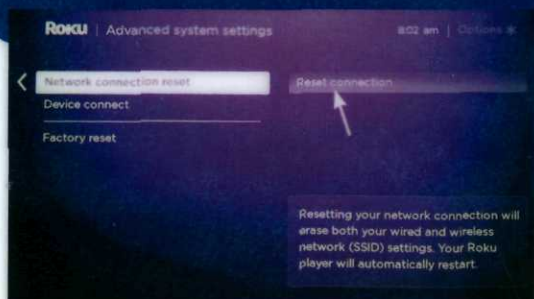 Roku | Advanced system settings
8:02 am | Options *
Network connection reset
Reset connection
Device connect
Factory reset
Resetting your network connection will
erase both your wired and wireless
network (SSID) settings. Your Roku
player will automatically restart.